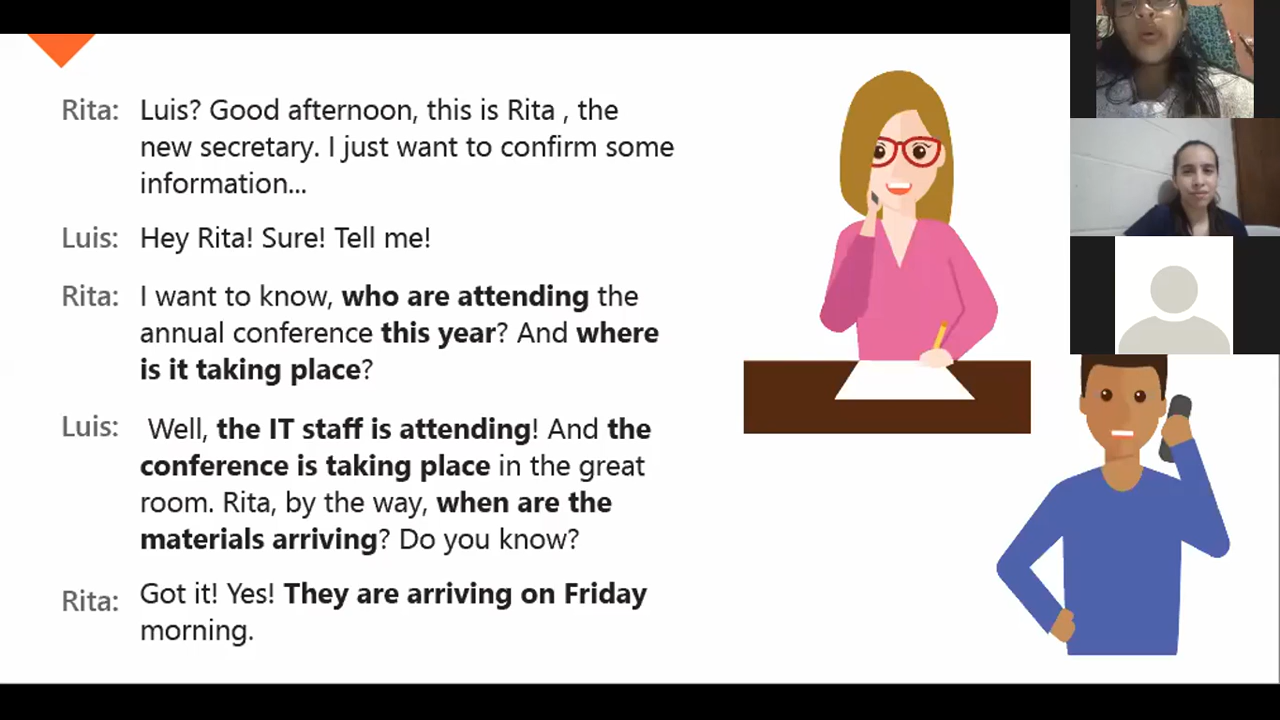 Rita: Luis? Good afternoon, this is Rita , the
new secretary. I just want to confirm some
information...
Luis: Hey Rita! Sure! Tell me!
Rita: I want to know, who are attending the
annual conference this year? And where
is it taking place?
Luis: Well, the IT staff is attending! And the
conference is taking place in the great
room. Rita, by the way, when are the
materials arriving? Do you know?
Rita: Got it! Yes! They are arriving on Friday
morning.